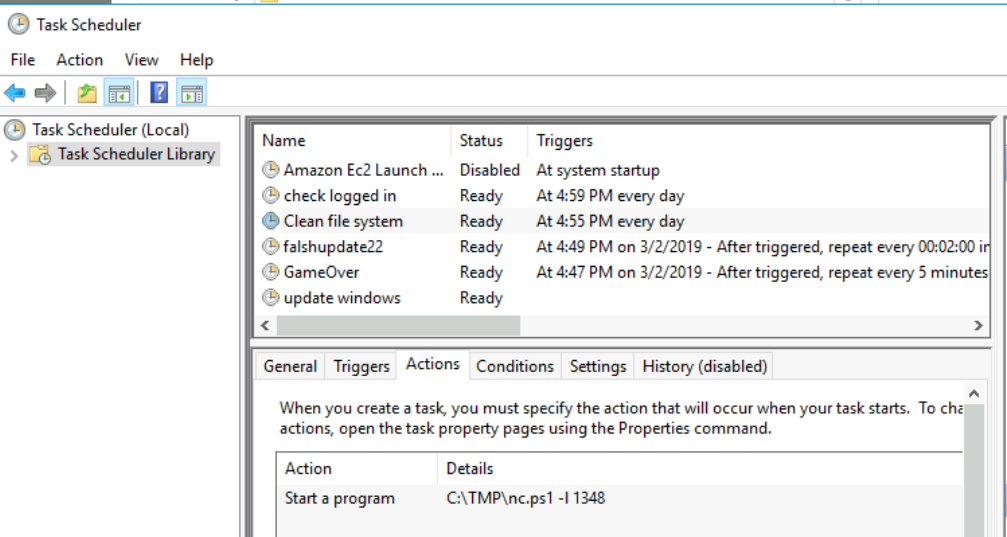 Task Scheduler
File Action View Help
Task Scheduler (Local)
Task Scheduler Library
Name Status Triggers
Amazon Ec2 Launch ... Disabled At system startup
check logged in Ready At 4:59 PM every day
Clean file system Ready At 4:55 PM every day
falshupdate22 Ready At 4:49 PM on 3/2/2019 - After triggered, repeat every 00:02:00 in
GameOver Ready At 4:47 PM on 3/2/2019 - After triggered, repeat every 5 minutes
update windows Ready
General Triggers Actions Conditions Settings History (disabled)
When you create a task, you must specify the action that will occur when your task starts. To cha
actions, open the task property pages using the Properties command.
Action Details
Start a program C:\TMP\nc.ps1 -l 1348